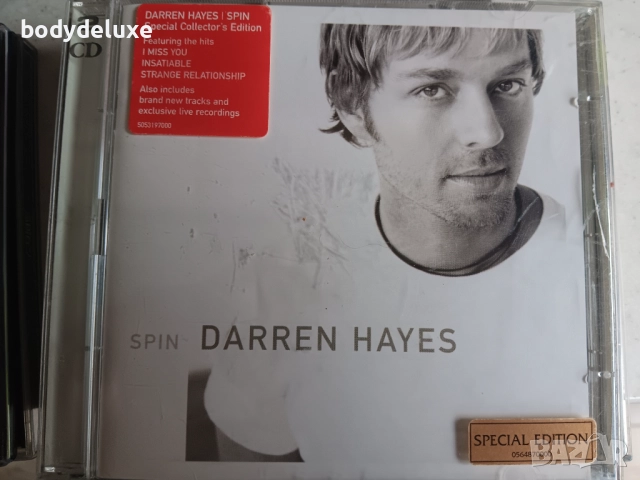 bodydeluxe
CD
DARREN HAYES | SPIN
Special Collector's Edition
Featuring the hits
I MISS YOU
INSATIABLE
STRANGE RELATIONSHIP
Also includes
brand new tracks and
exclusive live recordings
5053197000
SPIN DARREN HAYES
SPECIAL EDITION
BAZAR